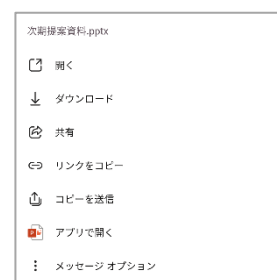 次期提案資料.pptx
開く
ダウンロード
共有
リンクをコピー
コピーを送信
アプリで開く
メッセージ オプション